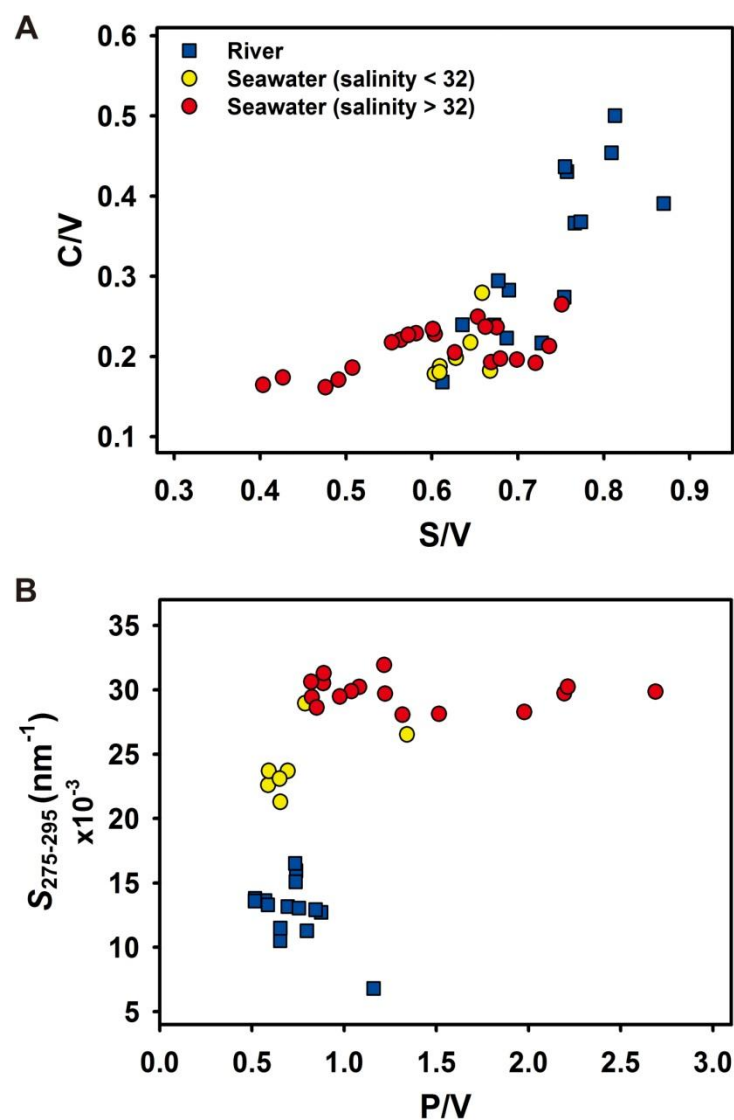 A
0.6
0.5
0.4
0.3
0.2
0.1
C/V
River
Seawater (salinity < 32)
Seawater (salinity > 32)
0.3 0.4 0.5 0.6 0.7 0.8 0.9
S/V
B
35
30
25
20
15
10
5
S₂₇₅₋₂₉₅ (nm⁻¹)
x10⁻³
0.0 0.5 1.0 1.5 2.0 2.5 3.0
P/V